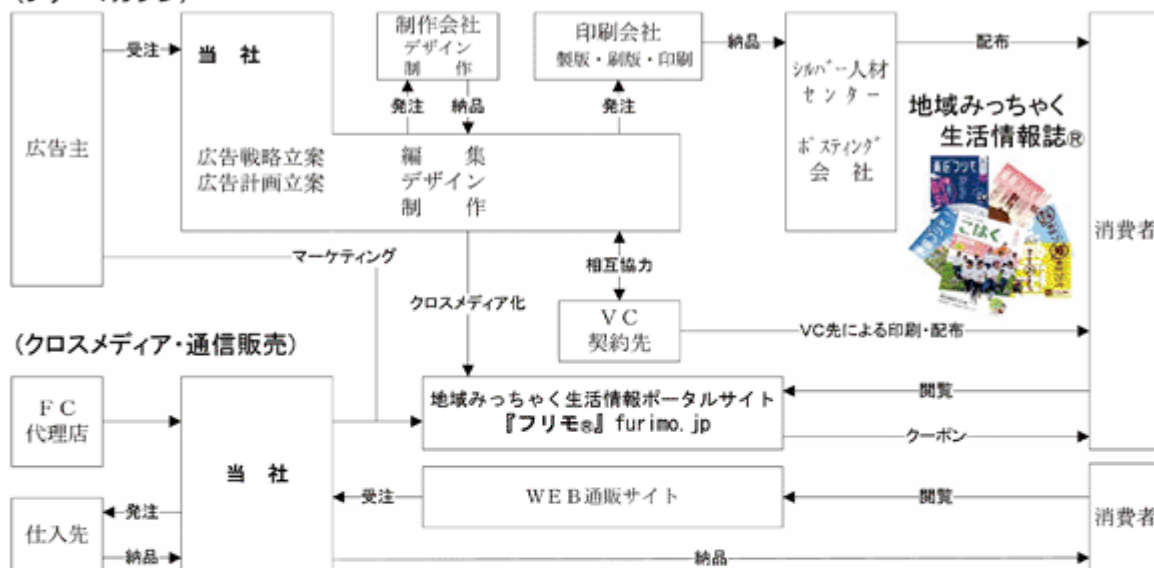 広告主
受注
当 社
制作会社
デザイン
制 作
発注
納品
印刷会社
製版・刷版・印刷
発注
納品
シルバー人材
センター
ポスティング
会 社
配布
地域みっちゃく
生活情報誌®
こはく
消費者
広告戦略立案
広告計画立案
編 集
デザイン
制 作
マーケティング
クロスメディア化
相互協力
VC
契約先
VC先による印刷・配布
(クロスメディア・通信販売)
FC
代理店
当 社
地域みっちゃく生活情報ポータルサイト
『フリモ®』furimo.jp
閲覧
クーポン
仕入先
発注
納品
受注
WEB通販サイト
閲覧
納品
消費者